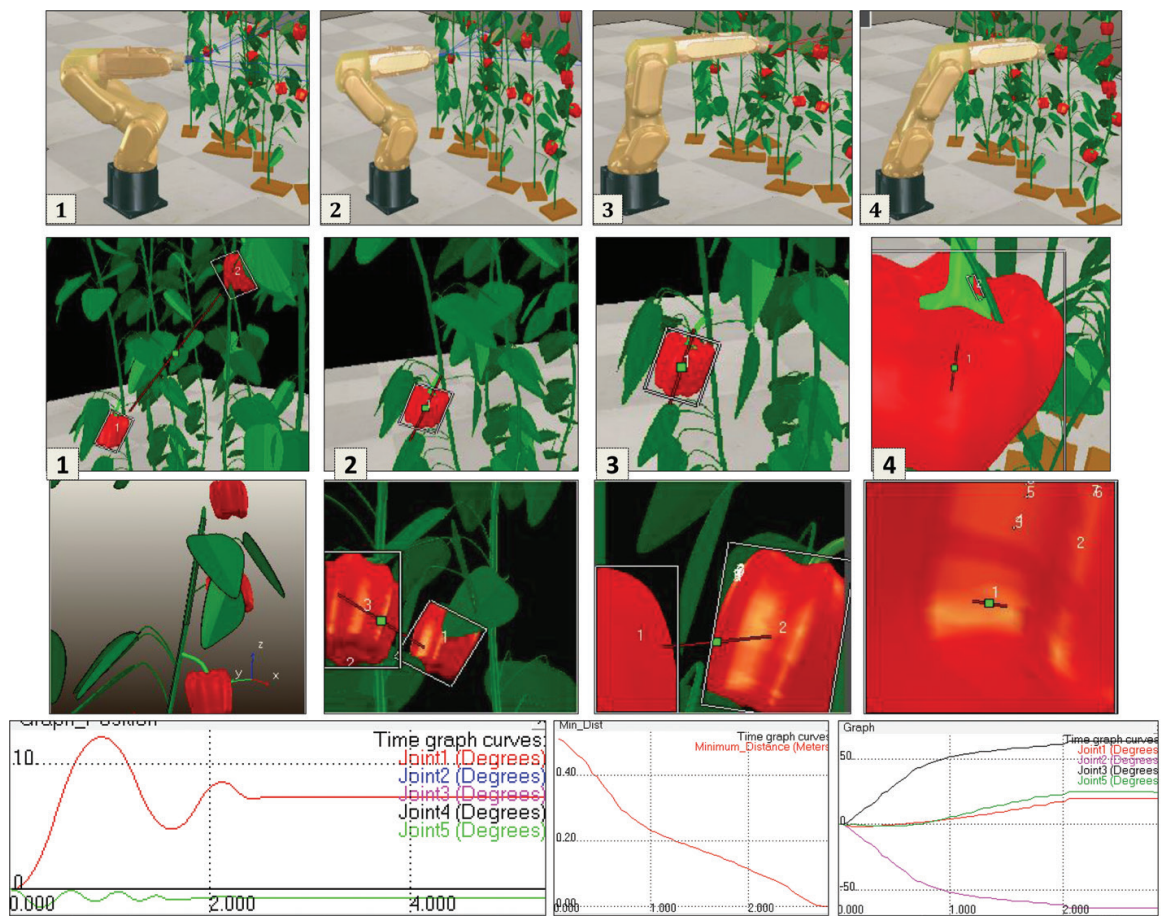 1
2
3
4
2
1
1
1
1
2
3
4
z
y
x
3
1
2
1
2
5
76
2
1
Graph_Position
Time graph curves:
Joint1 (Degrees)
Joint2 (Degrees)
Joint3 (Degrees)
Joint4 (Degrees)
Joint5 (Degrees)
10
0
0.000
2.000
4.000
Min_Dist
Time graph curves:
Minimum_Distance (Meters
0.40
0.20
0.00
0.000
1.000
2.000
Graph
Time graph curves:
Joint1 (Degrees
Joint2 (Degrees
Joint3 (Degrees
Joint5 (Degrees
50
0
-50
0.000
1.000
2.000